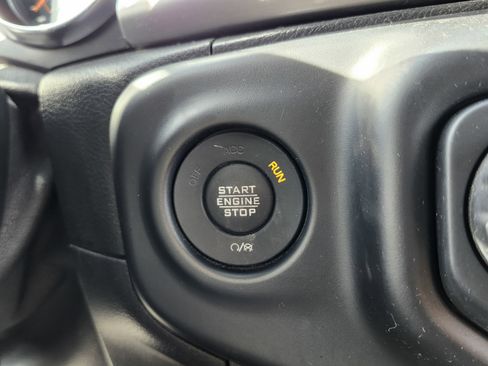 OFF ACC RUN
START
ENGINE
STOP